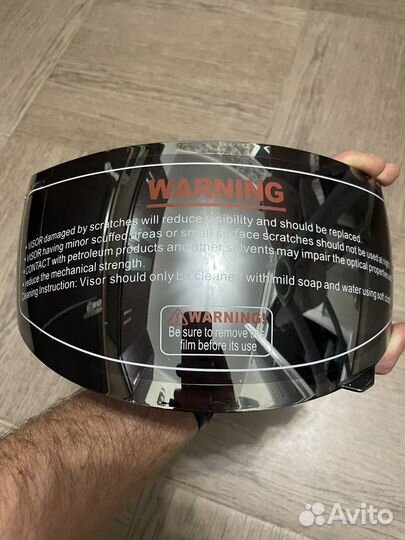 WARNING
• VISOR damaged by scratches will reduce visibility and should be replaced.
• VISOR having minor scuffed areas or small surface scratches should not be used at
• CONTACT with petroleum products and other solvents may impair the optical properties
reduce the mechanical strength.
Cleaning Instruction: Visor should only be cleaned with mild soap and water using soft
WARNING!
Be sure to remove this
film before its use
Avito